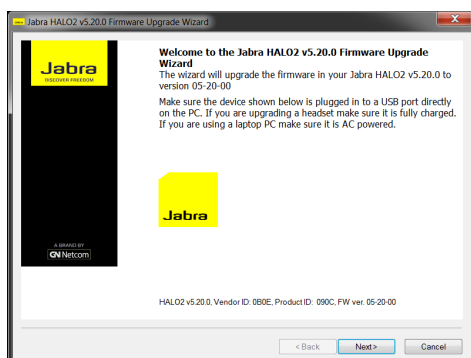 Jabra HALO2 v5.20.0 Firmware Upgrade Wizard
Jabra
DISCOVER FREEDOM
Welcome to the Jabra HALO2 v5.20.0 Firmware Upgrade
Wizard
The wizard will upgrade the firmware in your Jabra HALO2 v5.20.0 to
version 05-20-00
Make sure the device shown below is plugged in to a USB port directly
on the PC. If you are upgrading a headset make sure it is fully charged.
If you are using a laptop PC make sure it is AC powered.
Jabra
A BRAND BY
GN Netcom
HALO2 v5.20.0, Vendor ID: 0B0E, Product ID: 090C, FW ver. 05-20-00
< Back
Next >
Cancel